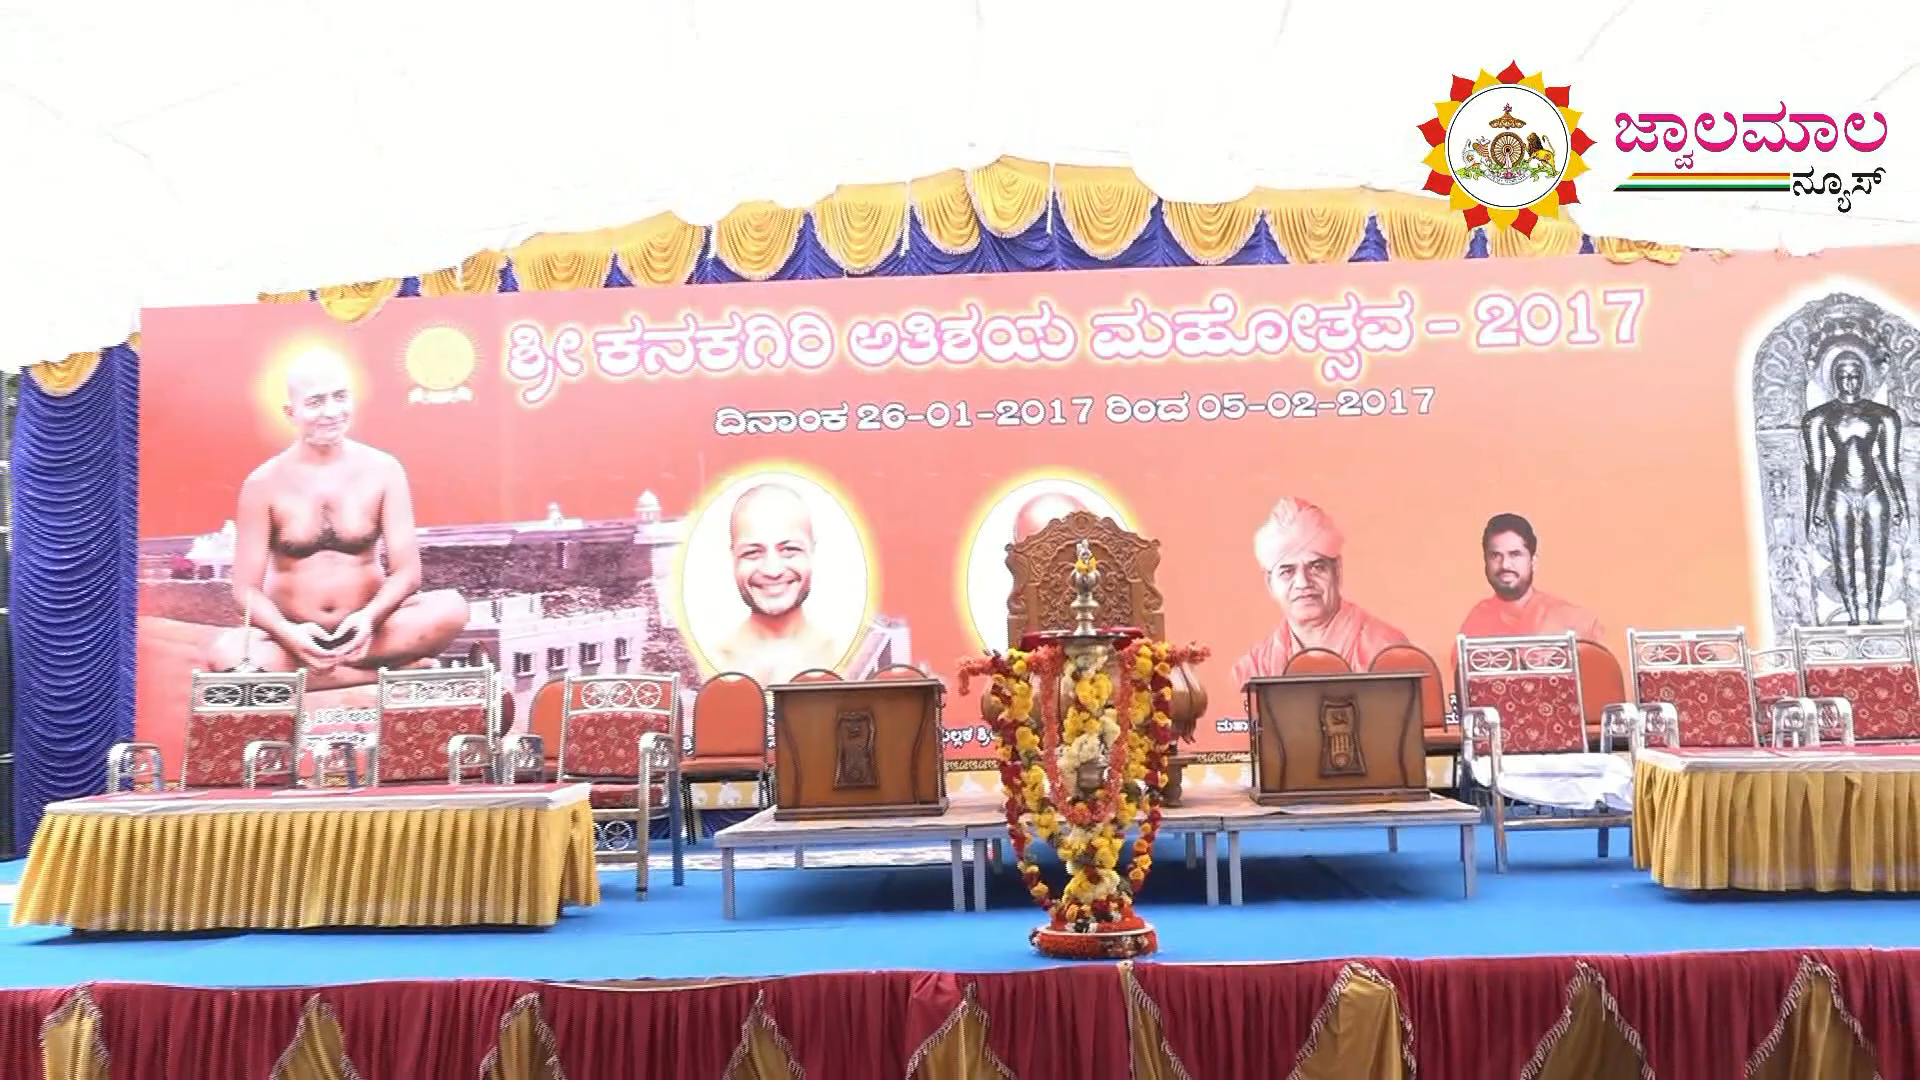 ಜ್ವಾಲಮಾಲ
ನ್ಯೂಸ್
ಶ್ರೀ ಕನಕಗಿರಿ ಅತಿಶಯ ಮಹೋತ್ಸವ - 2017
ದಿನಾಂಕ 26-01-2017 ರಿಂದ 05-02-2017